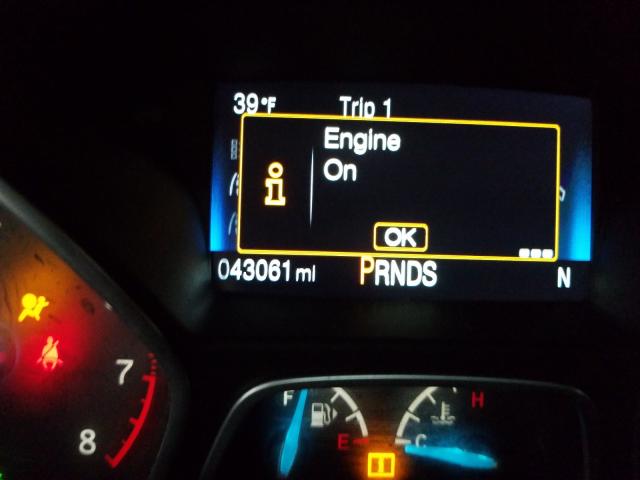 39°F Trip 1
Engine
On
i
OK
043061 mi PRNDS N
7
8
F
E
C
H
i